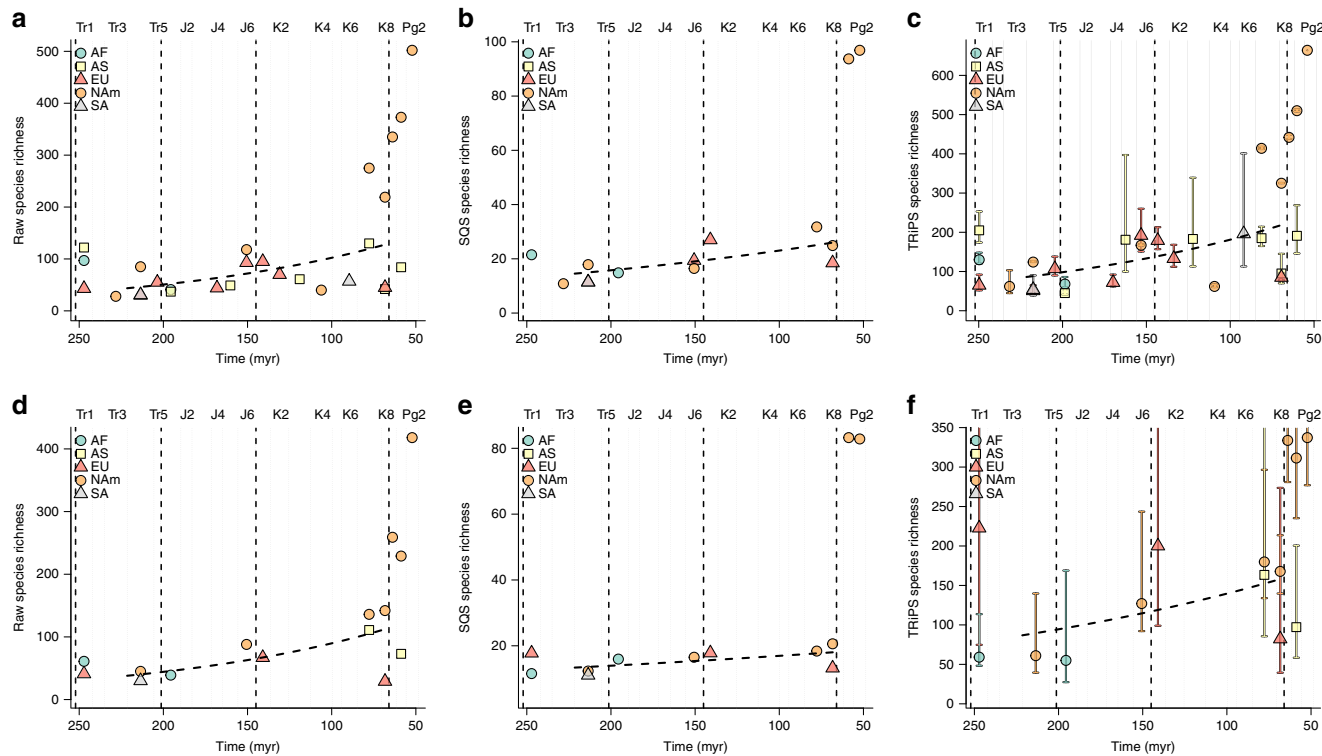 a
Tr1 Tr3 Tr5 J2 J4 J6 K2 K4 K6 K8 Pg2
500
400
300
200
100
0
Raw species richness
AF
AS
EU
NAm
SA
250 200 150 100 50
Time (myr)
b
Tr1 Tr3 Tr5 J2 J4 J6 K2 K4 K6 K8 Pg2
100
80
60
40
20
0
SQS species richness
AF
AS
EU
NAm
SA
250 200 150 100 50
Time (myr)
c
Tr1 Tr3 Tr5 J2 J4 J6 K2 K4 K6 K8 Pg2
600
500
400
300
200
100
0
TRiPS species richness
AF
AS
EU
NAm
SA
250 200 150 100 50
Time (myr)
d
Tr1 Tr3 Tr5 J2 J4 J6 K2 K4 K6 K8 Pg2
400
300
200
100
0
Raw species richness
AF
AS
EU
NAm
SA
250 200 150 100 50
Time (myr)
e
Tr1 Tr3 Tr5 J2 J4 J6 K2 K4 K6 K8 Pg2
80
60
40
20
0
SQS species richness
AF
AS
EU
NAm
SA
250 200 150 100 50
Time (myr)
f
Tr1 Tr3 Tr5 J2 J4 J6 K2 K4 K6 K8 Pg2
350
300
250
200
150
100
50
0
TRiPS species richness
AF
AS
EU
NAm
SA
250 200 150 100 50
Time (myr)